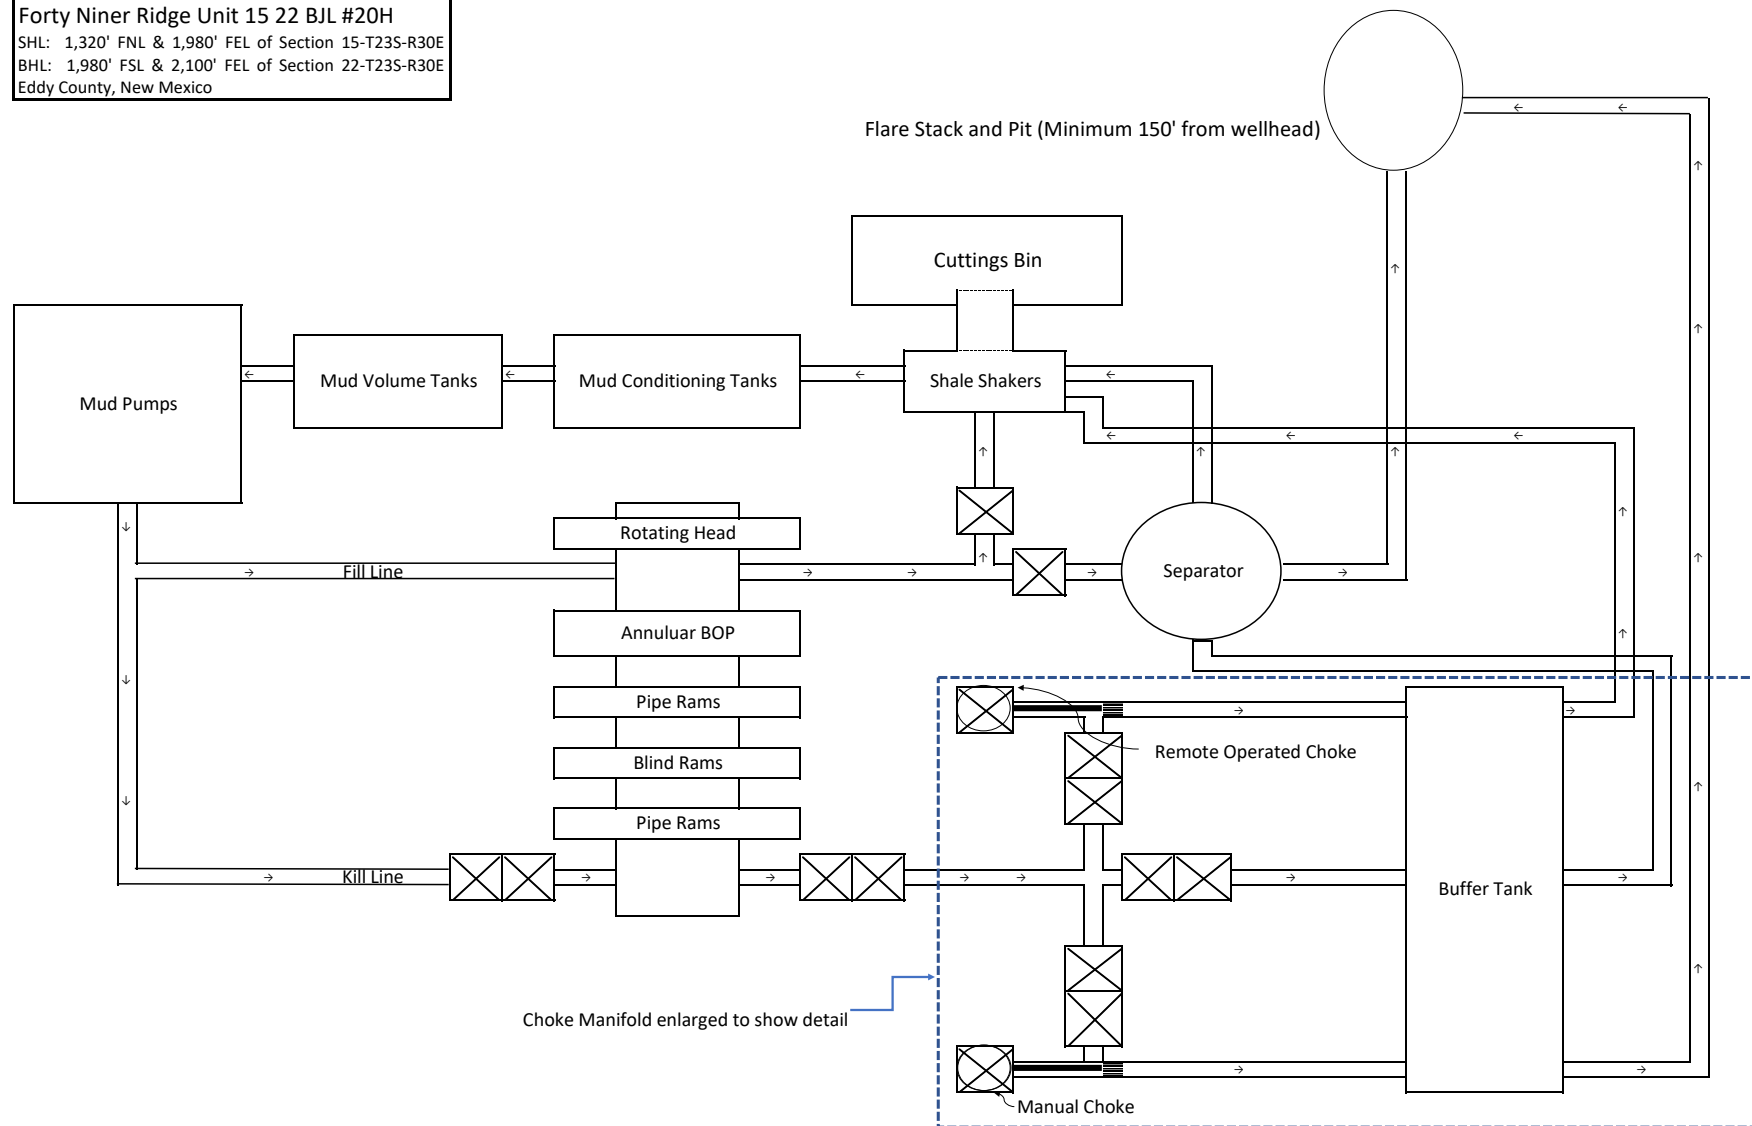 Forty Niner Ridge Unit 15 22 BJL #20H
SHL: 1,320' FNL & 1,980' FEL of Section 15-T23S-R30E
BHL: 1,980' FSL & 2,100' FEL of Section 22-T23S-R30E
Eddy County, New Mexico
Flare Stack and Pit (Minimum 150' from wellhead)
Cuttings Bin
Mud Pumps
Mud Volume Tanks
Mud Conditioning Tanks
Shale Shakers
Rotating Head
Fill Line
Separator
Annuluar BOP
Pipe Rams
Remote Operated Choke
Blind Rams
Pipe Rams
Kill Line
Buffer Tank
Choke Manifold enlarged to show detail
Manual Choke